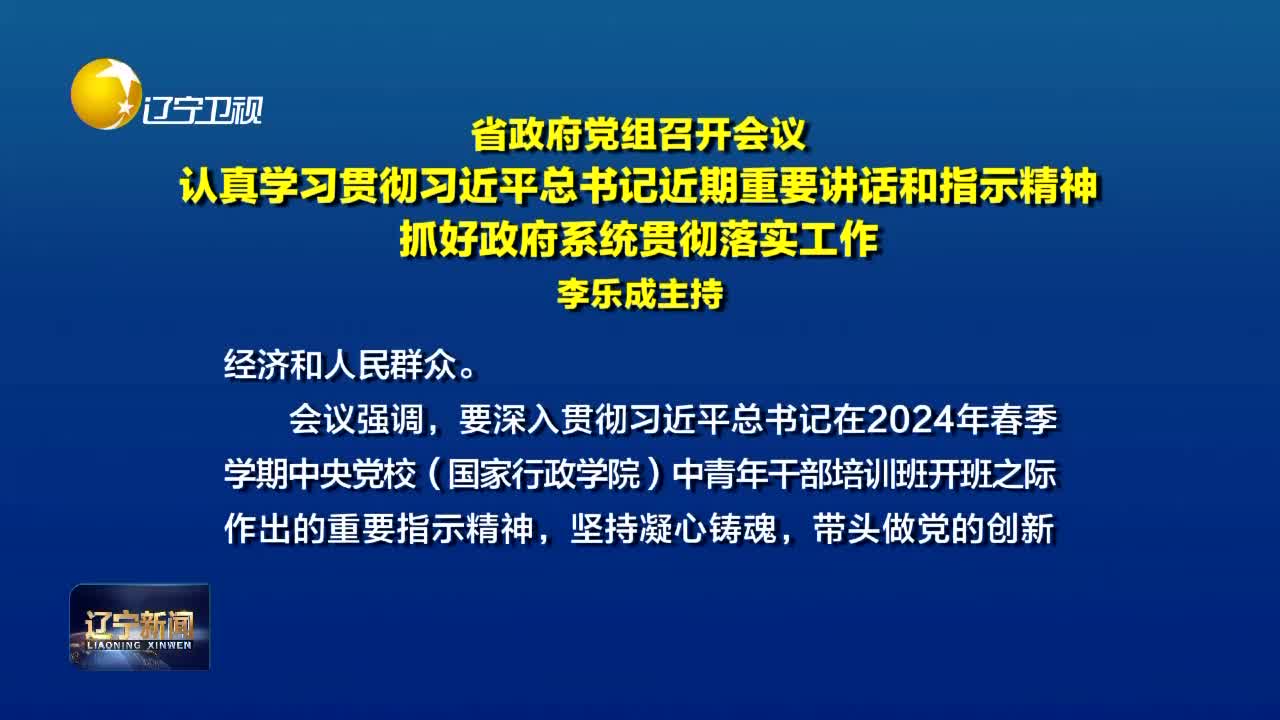 辽宁卫视
省政府党组召开会议
认真学习贯彻习近平总书记近期重要讲话和指示精神
抓好政府系统贯彻落实工作
李乐成主持
经济和人民群众。
会议强调，要深入贯彻习近平总书记在2024年春季
学期中央党校（国家行政学院）中青年干部培训班开班之际
作出的重要指示精神，坚持凝心铸魂，带头做党的创新
辽宁新闻
LIAONING XINWEN